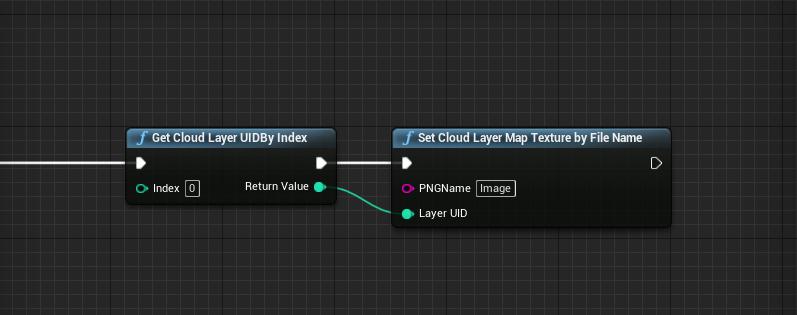 f Get Cloud Layer UIDBy Index
Index 0
Return Value
f Set Cloud Layer Map Texture by File Name
PNGName Image
Layer UID